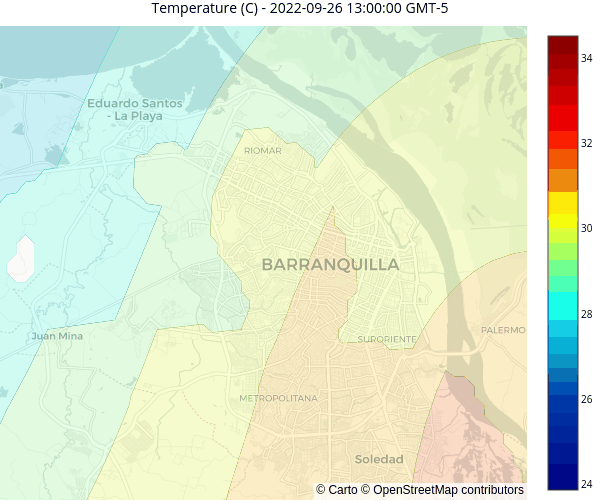 Temperature (C) - 2022-09-26 13:00:00 GMT-5
Eduardo Santos
- La Playa
RIOMAR
BARRANQUILLA
PALERMO
Juan Mina
SUPORIENTE
METROPOLITANA
Soledad
© Carto © OpenStreetMap contributors
34
32
30
28
26
24